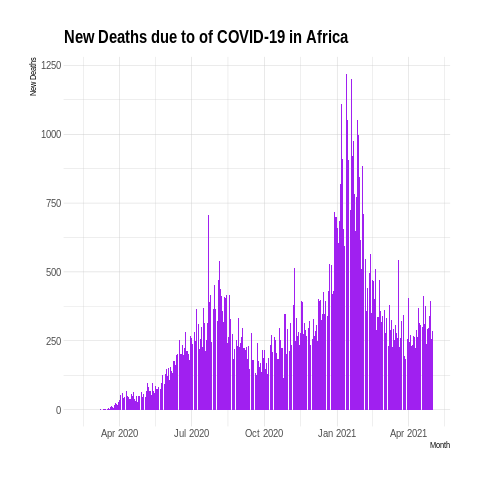 New Deaths due to of COVID-19 in Africa
New Deaths
1250
1000
750
500
250
0
Apr 2020 Jul 2020 Oct 2020 Jan 2021 Apr 2021
Month